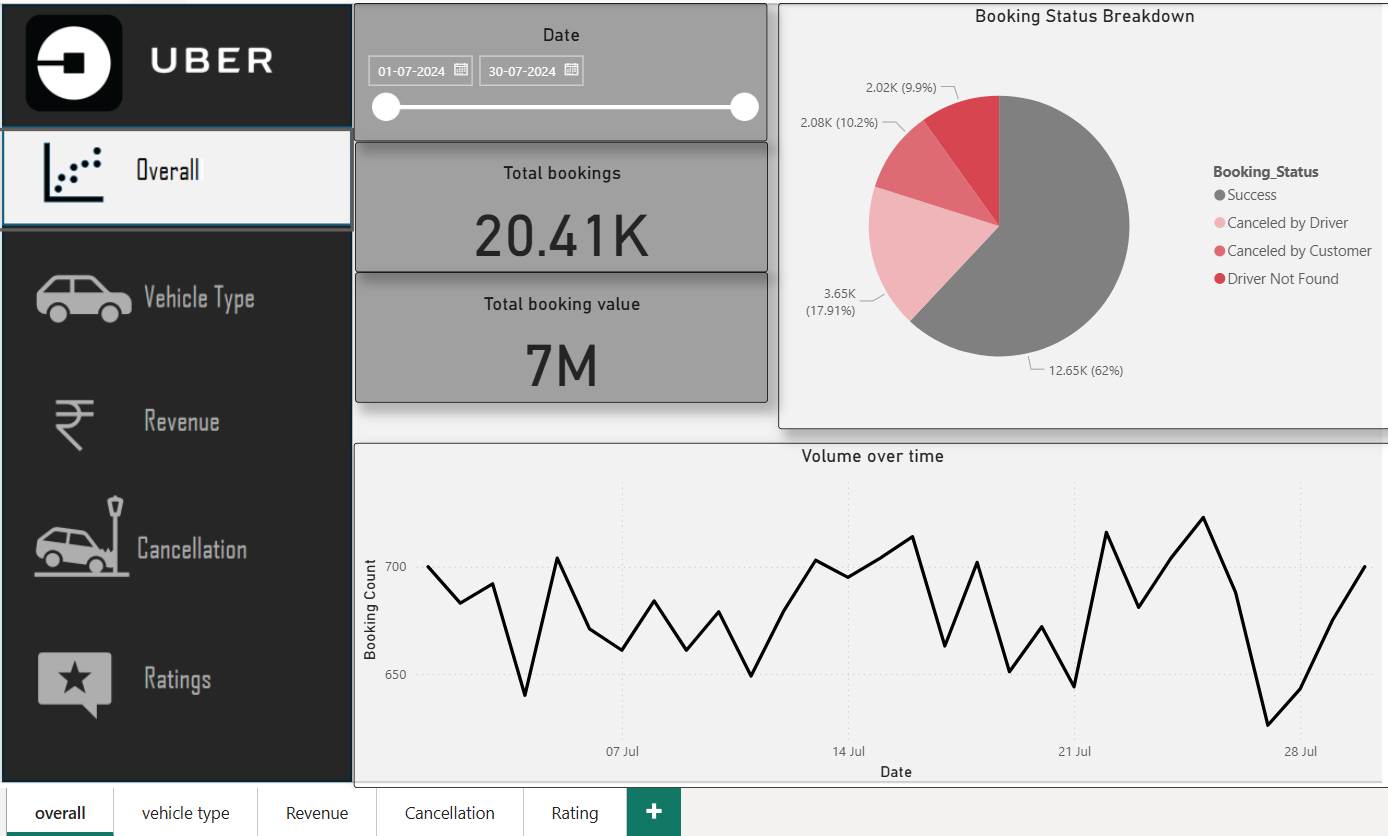 UBER
Overall
Vehicle Type
₹
Revenue
Cancellation
Ratings
Date
01-07-2024
30-07-2024
Total bookings
20.41K
Total booking value
7M
Booking Status Breakdown
2.02K (9.9%)
2.08K (10.2%)
3.65K
(17.91%)
12.65K (62%)
Booking_Status
Success
Canceled by Driver
Canceled by Customer
Driver Not Found
Volume over time
Booking Count
700
650
07 Jul
14 Jul
21 Jul
28 Jul
Date
overall
vehicle type
Revenue
Cancellation
Rating
+